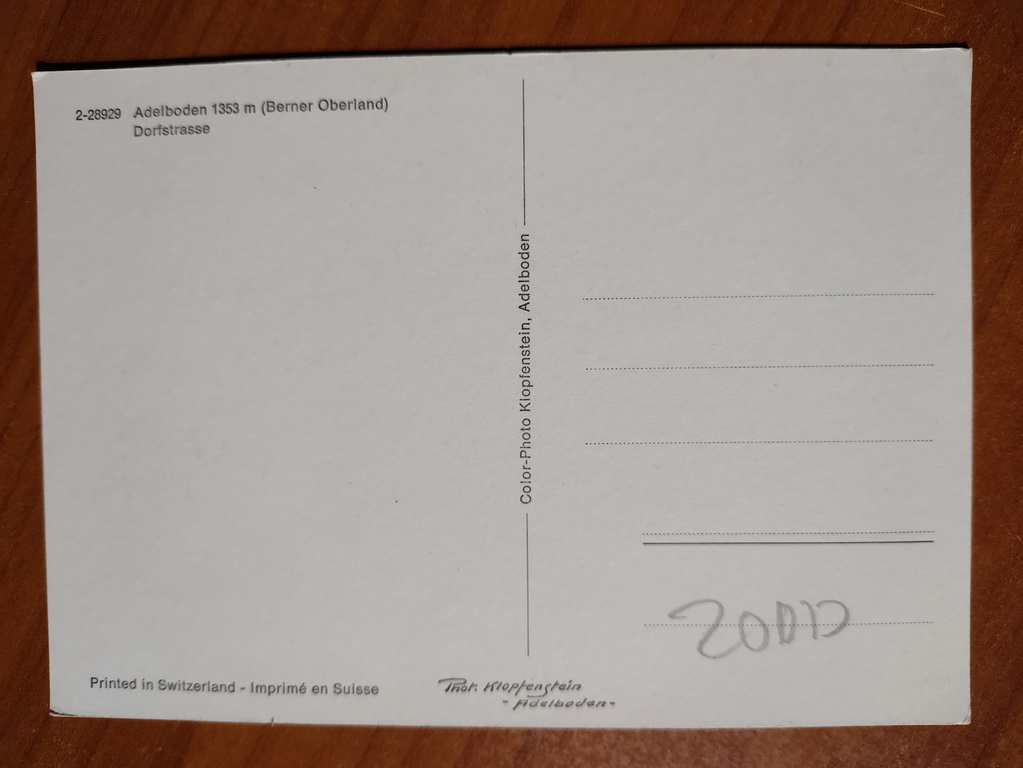 2-28929 Adelboden 1353 m (Berner Oberland)
Dorfstrasse
Color-Photo Klopfenstein, Adelboden
Printed in Switzerland - Imprimé en Suisse
Phot. Klopfenstein
- Adelboden -